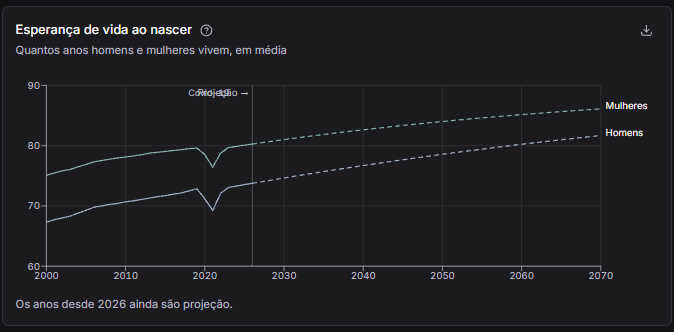 Esperança de vida ao nascer ?
Quantos anos homens e mulheres vivem, em média
90
Projeção →
Mulheres
Homens
80
70
60
2000 2010 2020 2030 2040 2050 2060 2070
Os anos desde 2026 ainda são projeção.